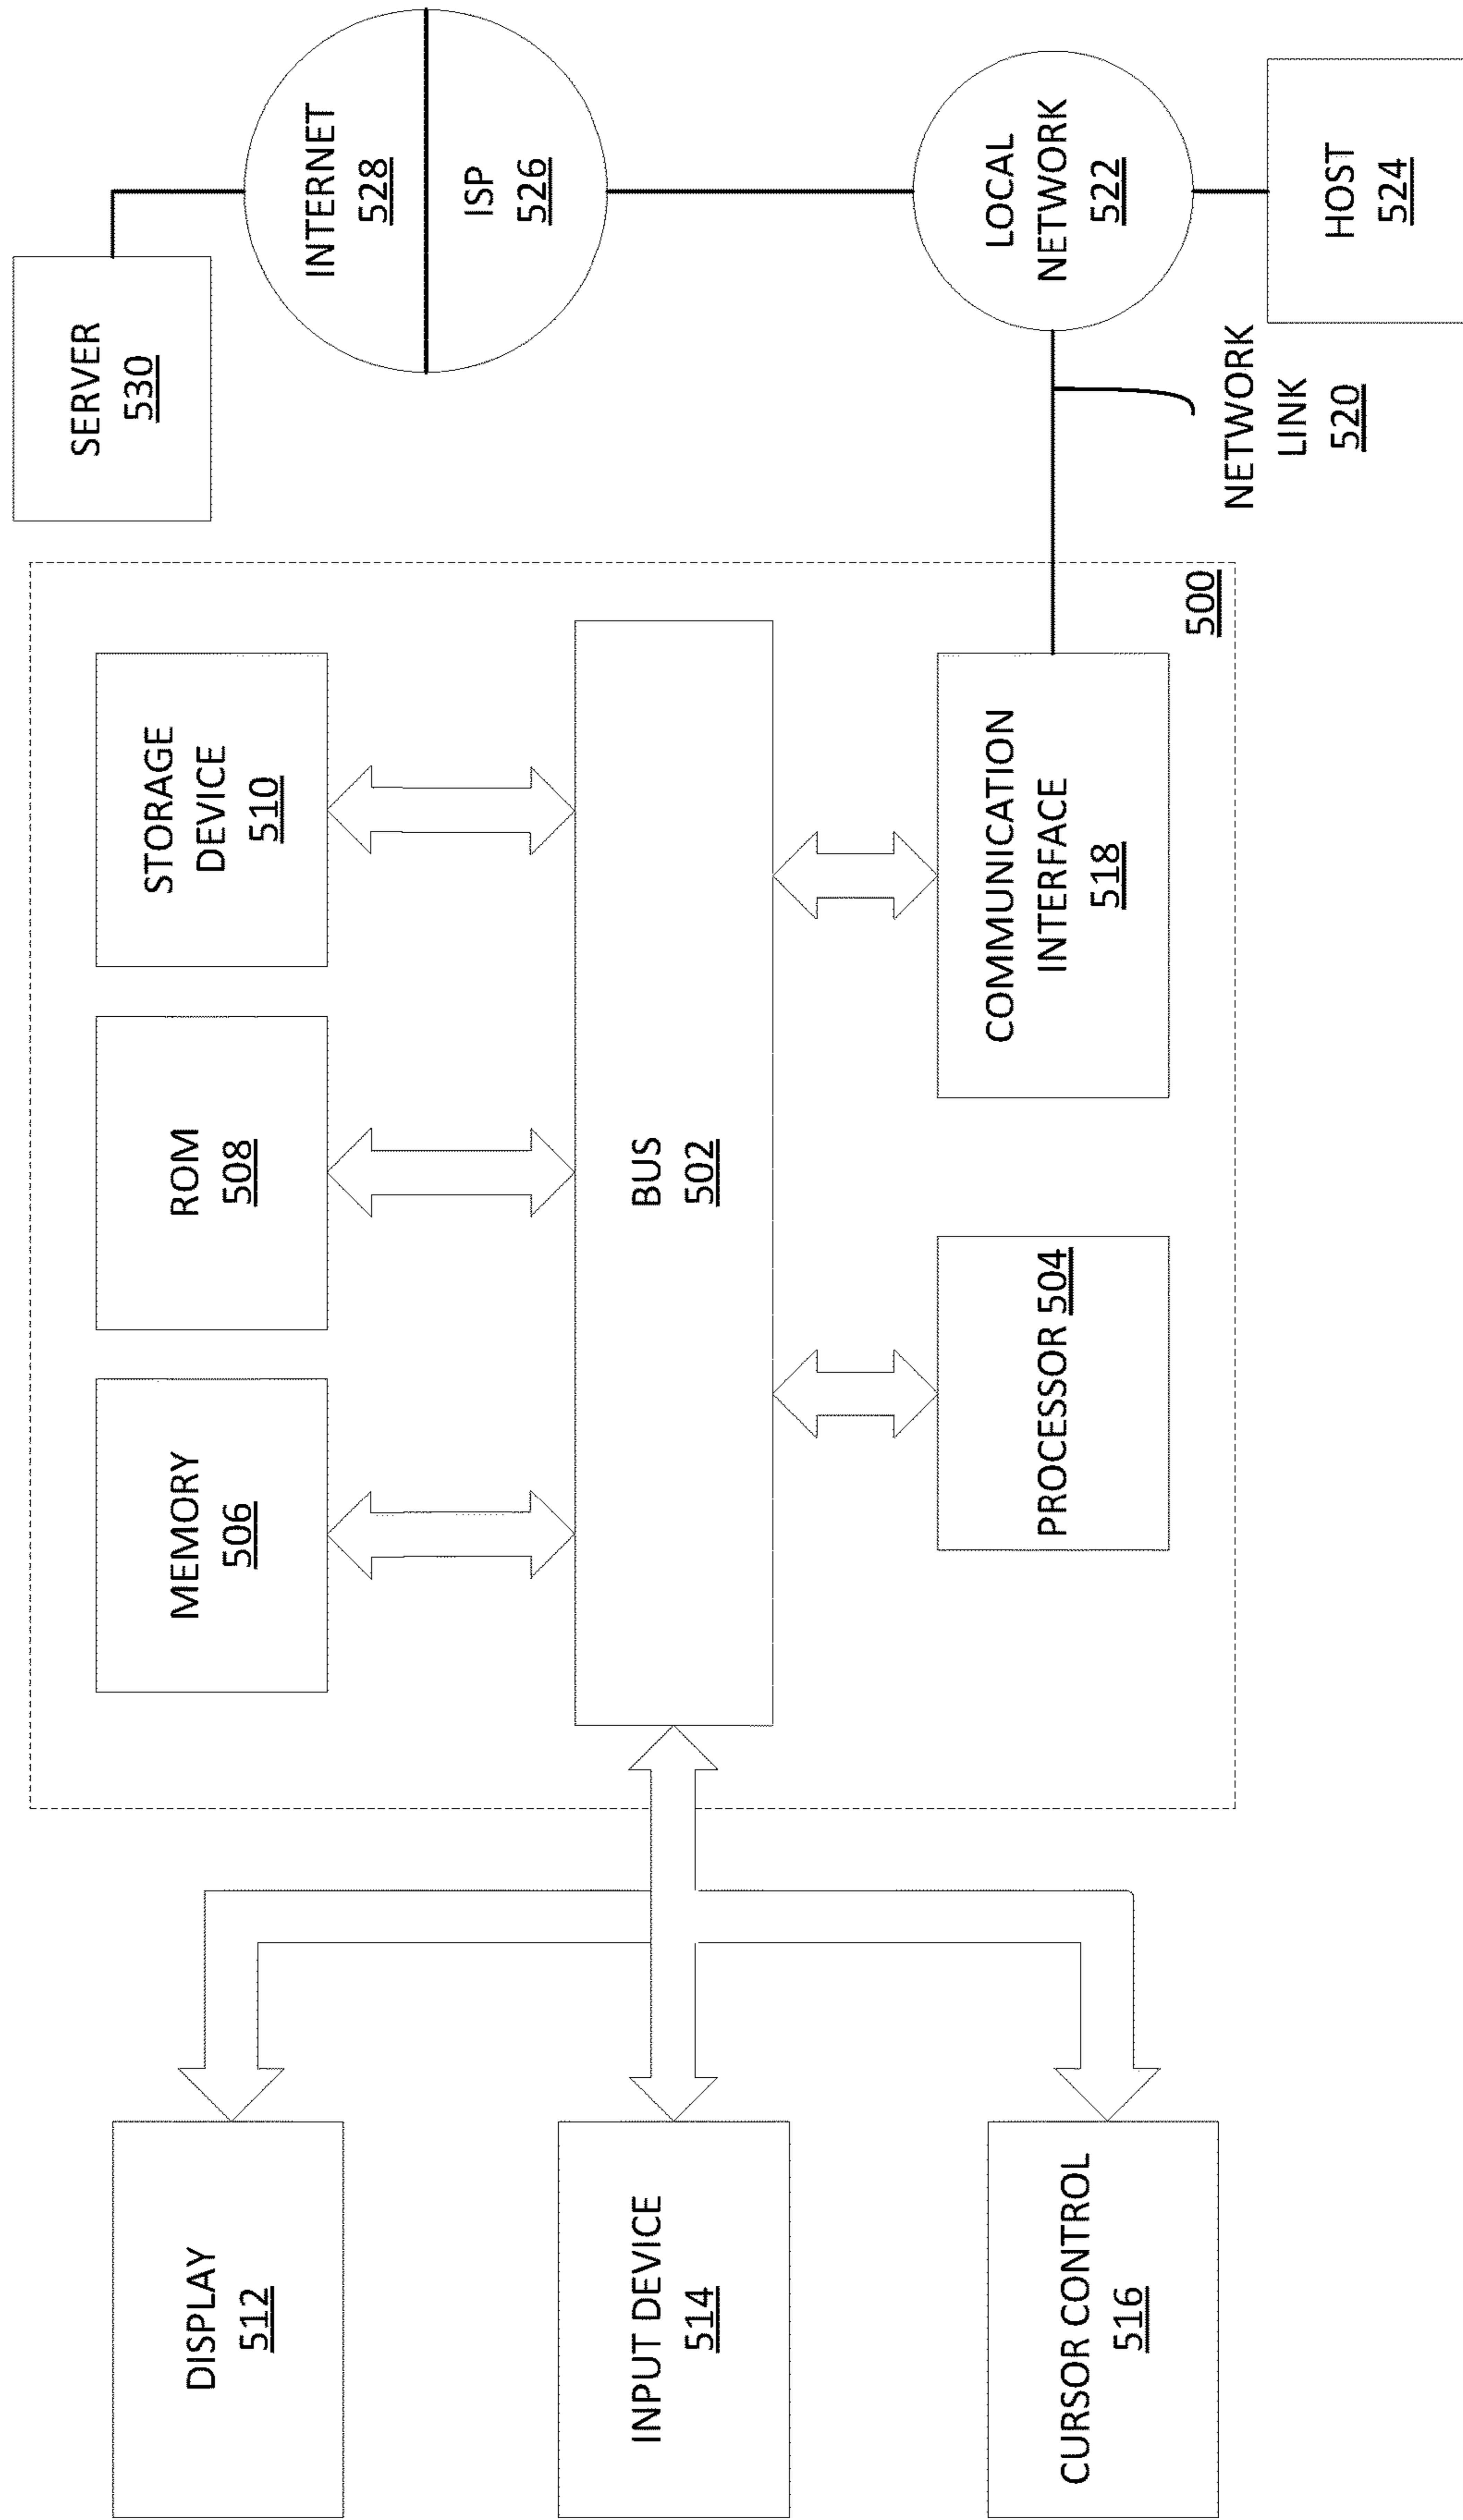 DISPLAY
512
INPUT DEVICE
514
CURSOR CONTROL
516
MEMORY
506
ROM
508
STORAGE
DEVICE
510
BUS
502
PROCESSOR 504
COMMUNICATION
INTERFACE
518
500
SERVER
530
INTERNET
528
ISP
526
LOCAL
NETWORK
522
NETWORK
LINK
520
HOST
524